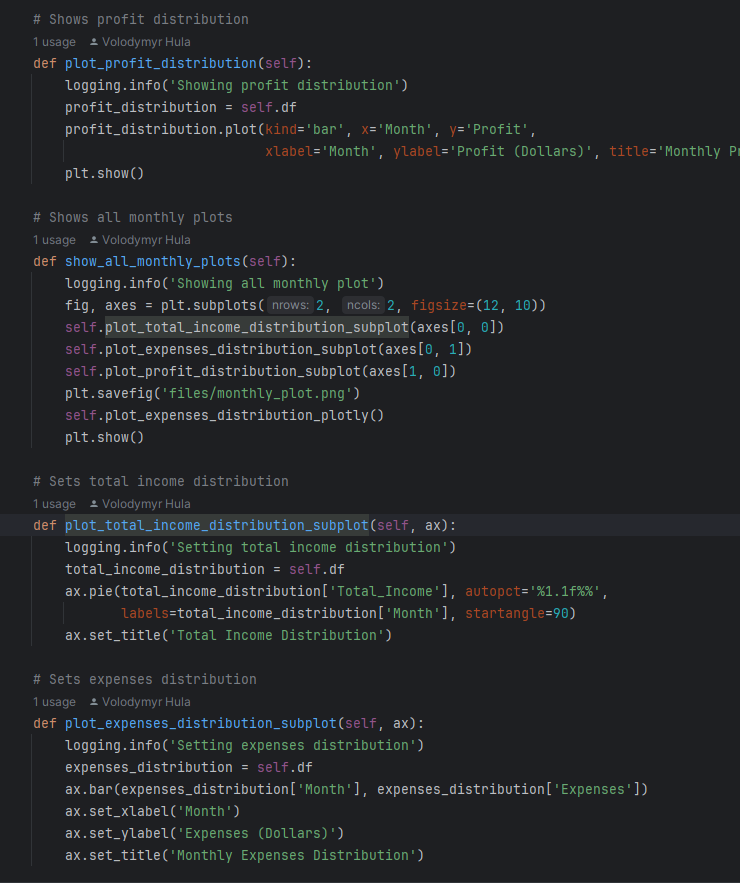 # Shows profit distribution
1 usage Volodymyr Hula
def plot_profit_distribution(self):
logging.info('Showing profit distribution')
profit_distribution = self.df
profit_distribution.plot(kind='bar', x='Month', y='Profit',
xlabel='Month', ylabel='Profit (Dollars)', title='Monthly
plt.show()
# Shows all monthly plots
1 usage Volodymyr Hula
def show_all_monthly_plots(self):
logging.info('Showing all monthly plot')
fig, axes = plt.subplots( nrows: 2, ncols: 2, figsize=(12, 10))
self.plot_total_income_distribution_subplot(axes[0, 0])
self.plot_expenses_distribution_subplot(axes[0, 1])
self.plot_profit_distribution_subplot(axes[1, 0])
plt.savefig('files/monthly_plot.png')
self.plot_expenses_distribution_plotly()
plt.show()
# Sets total income distribution
1 usage Volodymyr Hula
def plot_total_income_distribution_subplot(self, ax):
logging.info('Setting total income distribution')
total_income_distribution = self.df
ax.pie(total_income_distribution['Total_Income'], autopct='%1.1f%%',
labels=total_income_distribution['Month'], startangle=90)
ax.set_title('Total Income Distribution')
# Sets expenses distribution
1 usage Volodymyr Hula
def plot_expenses_distribution_subplot(self, ax):
logging.info('Setting expenses distribution')
expenses_distribution = self.df
ax.bar(expenses_distribution['Month'], expenses_distribution['Expenses'])
ax.set_xlabel('Month')
ax.set_ylabel('Expenses (Dollars)')
ax.set_title('Monthly Expenses Distribution')